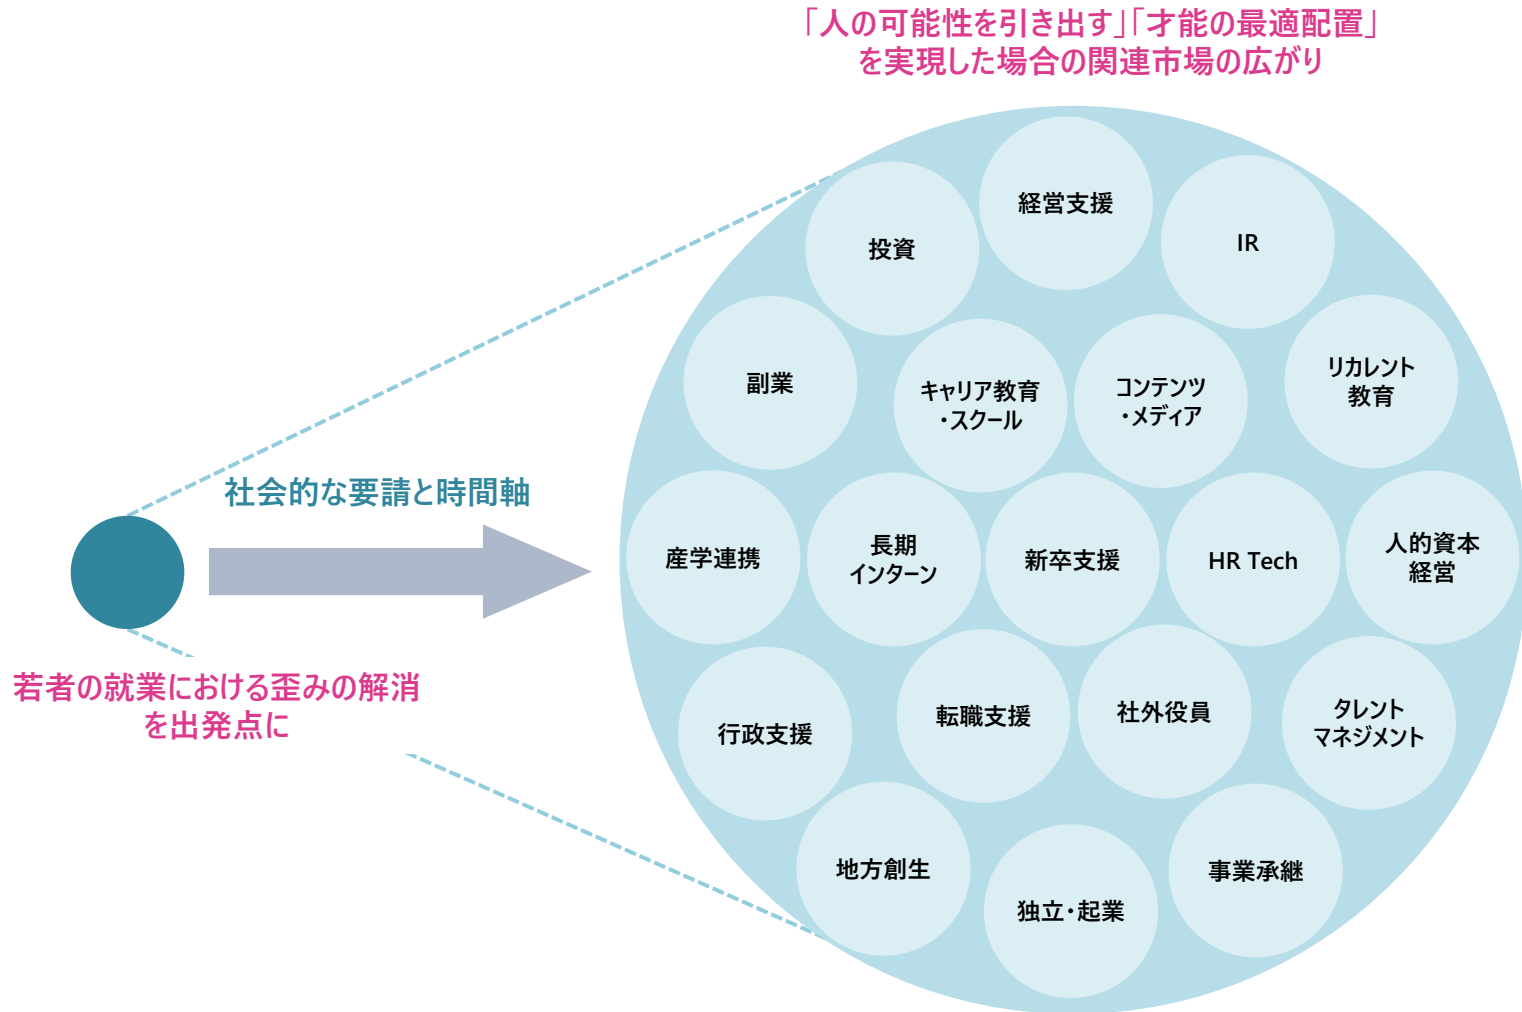 「人の可能性を引き出す」「才能の最適配置」
を実現した場合の関連市場の広がり
経営支援
投資
IR
副業
キャリア教育
・スクール
コンテンツ
・メディア
リカレント
教育
社会的な要請と時間軸
産学連携
長期
インターン
新卒支援
HR Tech
人的資本
経営
若者の就業における歪みの解消
を出発点に
行政支援
転職支援
社外役員
タレント
マネジメント
地方創生
独立・起業
事業承継